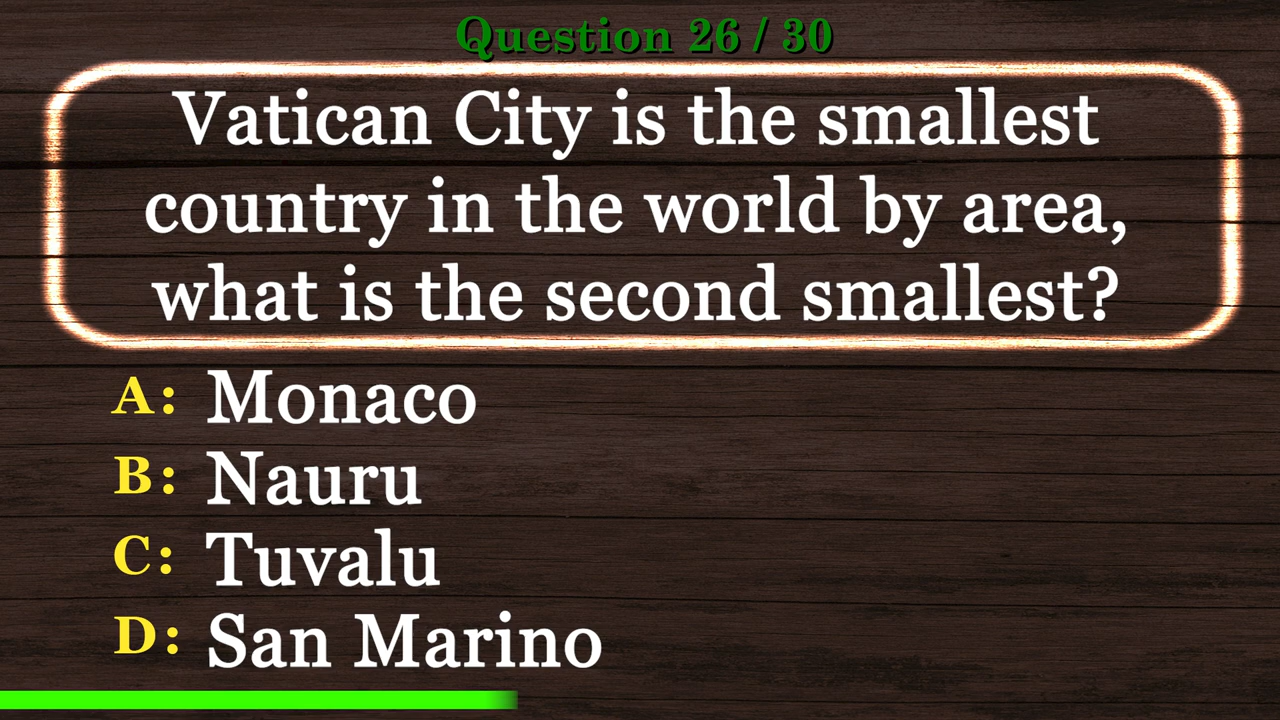 Question 26 / 30
Vatican City is the smallest
country in the world by area,
what is the second smallest?
A: Monaco
B: Nauru
C: Tuvalu
D: San Marino